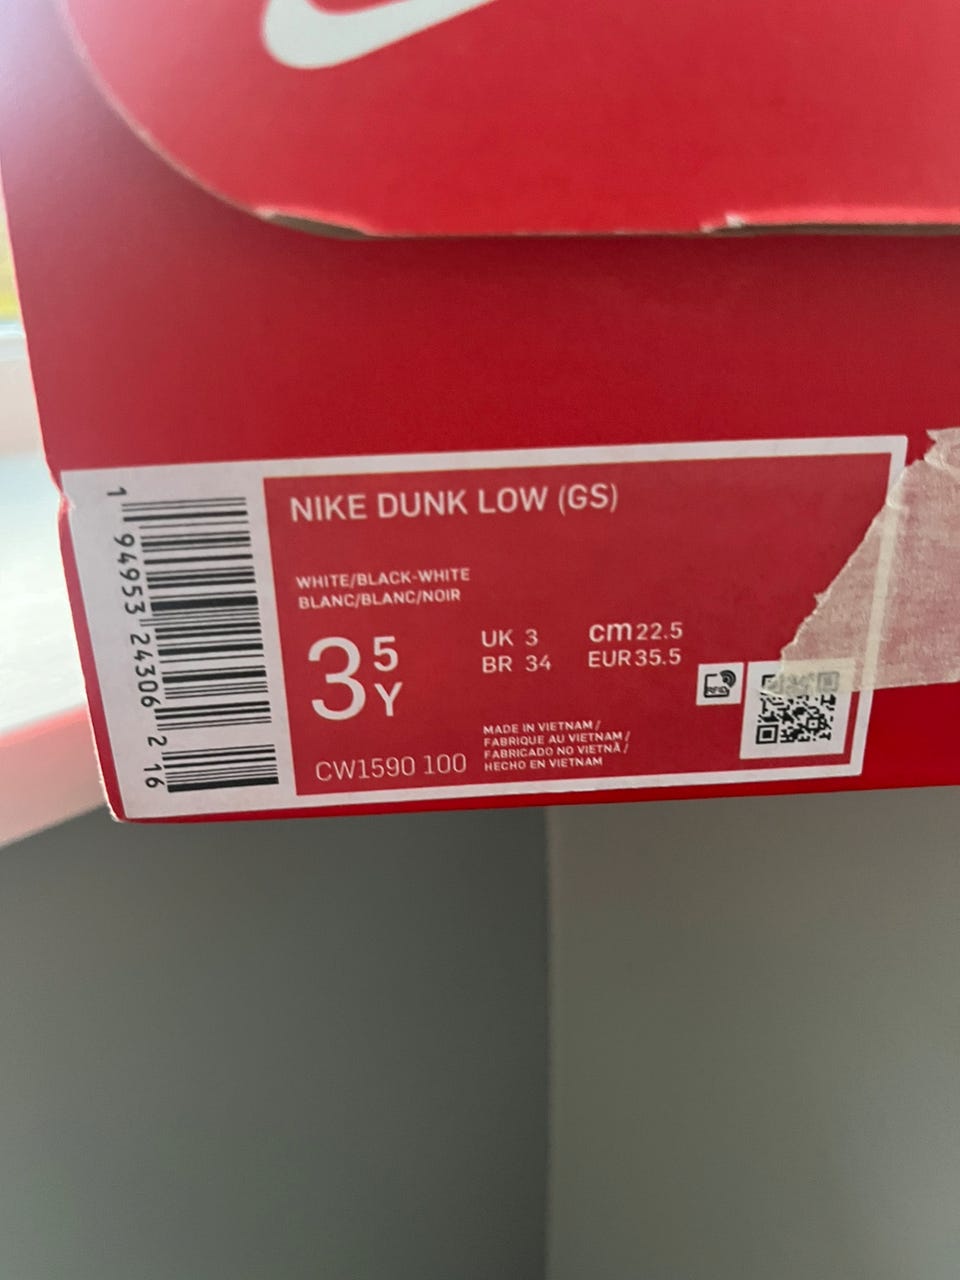 NIKE DUNK LOW (GS)
WHITE/BLACK-WHITE
BLANC/BLANC/NOIR
3 5 Y
UK 3
BR 34
cm 22.5
EUR 35.5
RFID
CW1590 100
MADE IN VIETNAM /
FABRIQUE AU VIETNAM /
FABRICADO NO VIETNÃ /
HECHO EN VIETNAM
1 94953 24306 2 16